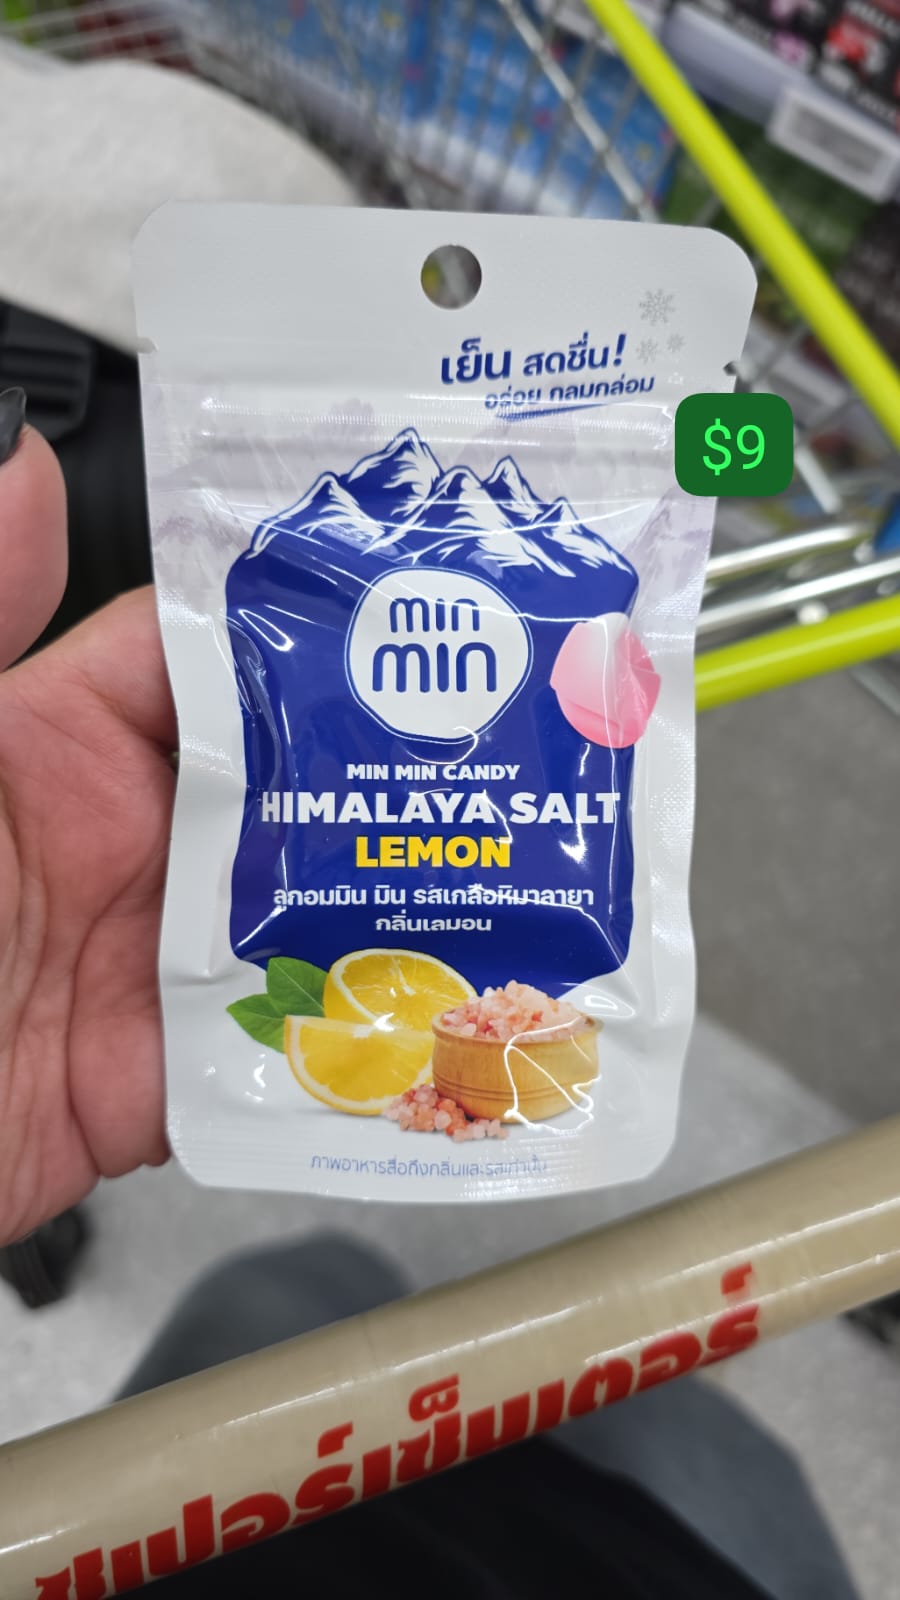 เย็น สดชื่น!
อร่อย กลมกล่อม
$9
min
min
MIN MIN CANDY
HIMALAYA SALT
LEMON
ลูกอมมิน มิน รสเกลือหิมาลายา
กลิ่นเลมอน
ภาพอาหารสื่อถึงกลิ่นและรสเท่านั้น
ซูเปอร์เซ็นเตอร์